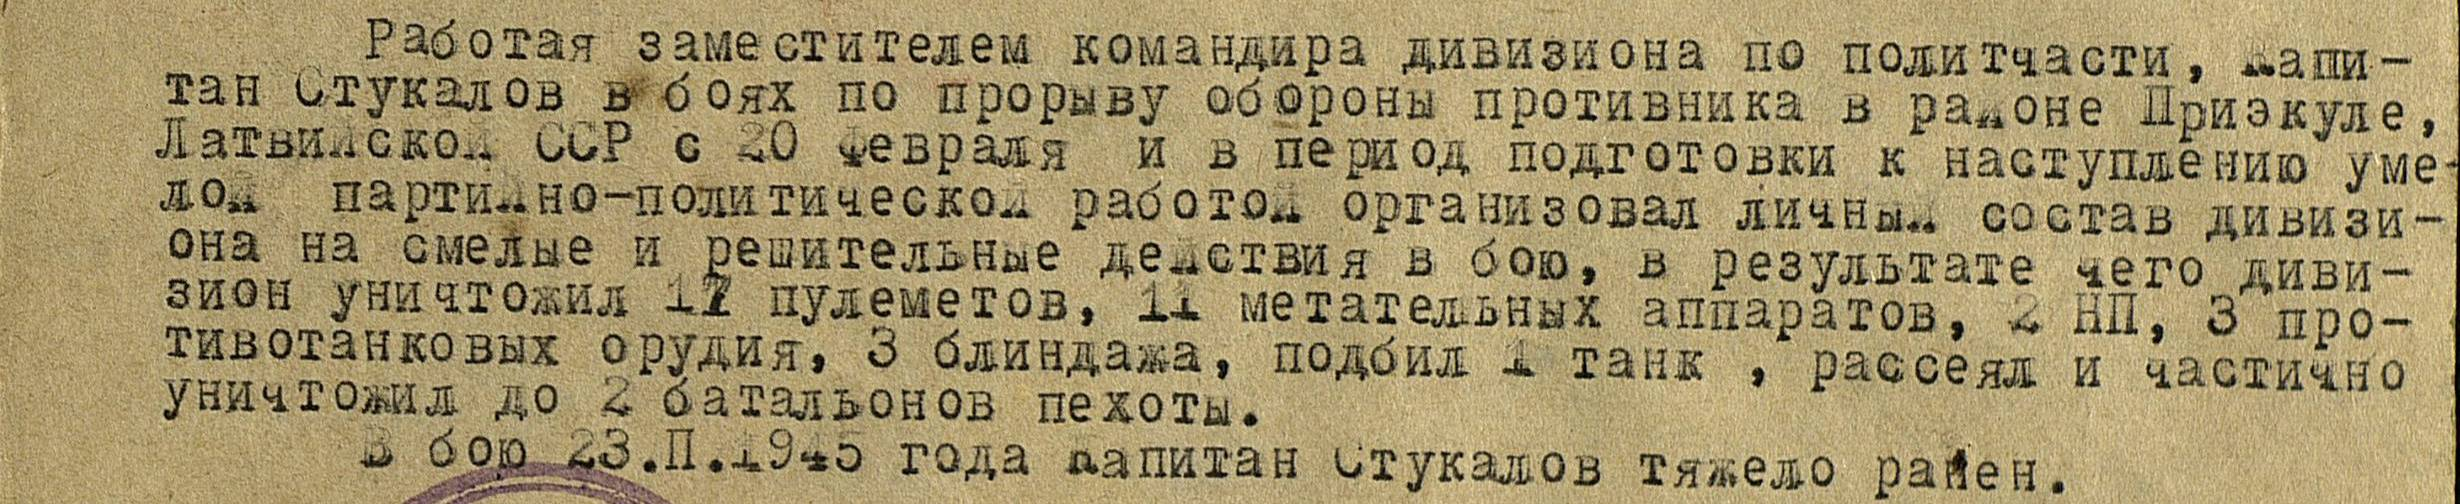 Работая заместителем командира дивизиона по политчасти, капи-
тан Стукалов в боях по прорыву обороны противника в районе Приэкуле,
Латвийской ССР с 20 февраля и в период подготовки к наступлению уме-
лой партийно-политической работой организовал личный состав дивизи-
она на смелые и решительные действия в бою, в результате чего диви-
зион уничтожил 17 пулеметов, 11 метательных аппаратов, 2 НП, 3 про-
тивотанковых орудия, 3 блиндажа, подбил 1 танк , рассеял и частично
уничтожил до 2 батальонов пехоты.
В бою 23.П.1945 года капитан Стукалов тяжело ранен.